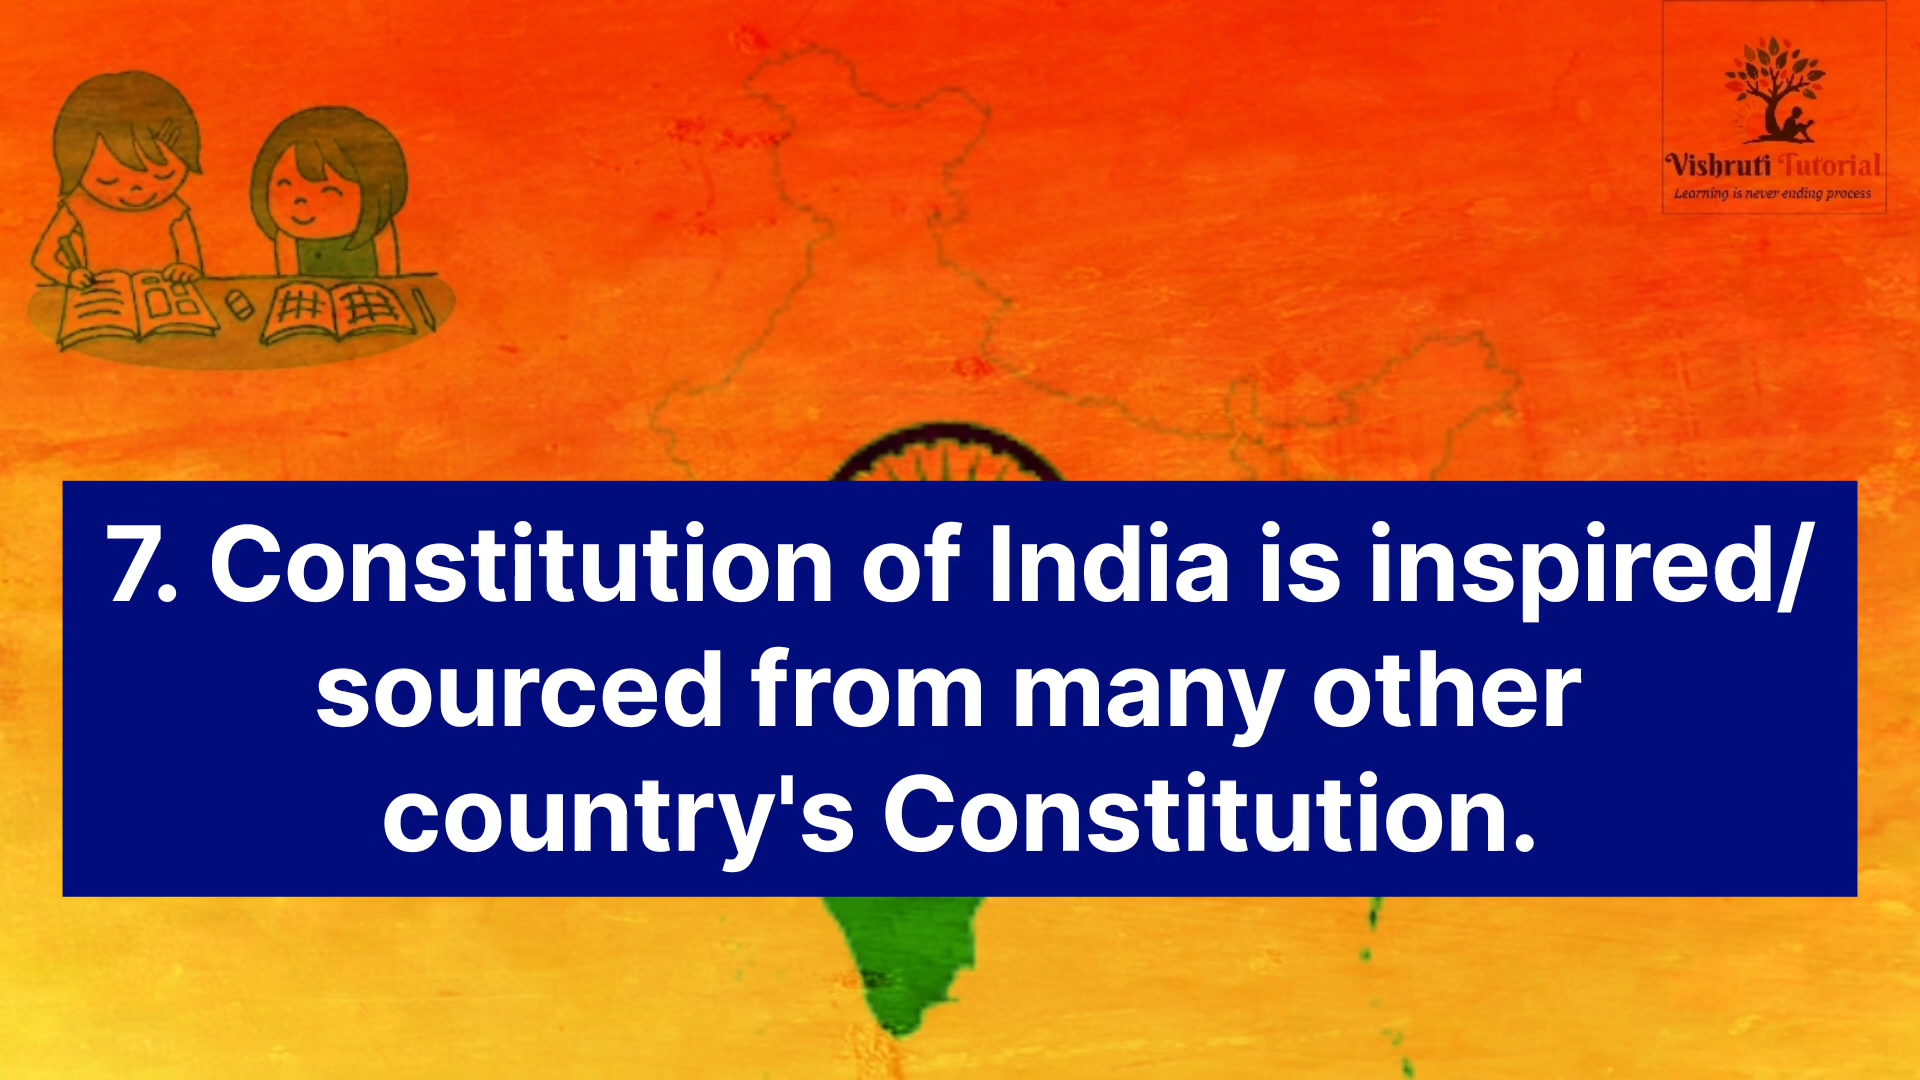 Vishruti Tutorial
Learning is never ending process
7. Constitution of India is inspired/
sourced from many other
country's Constitution.